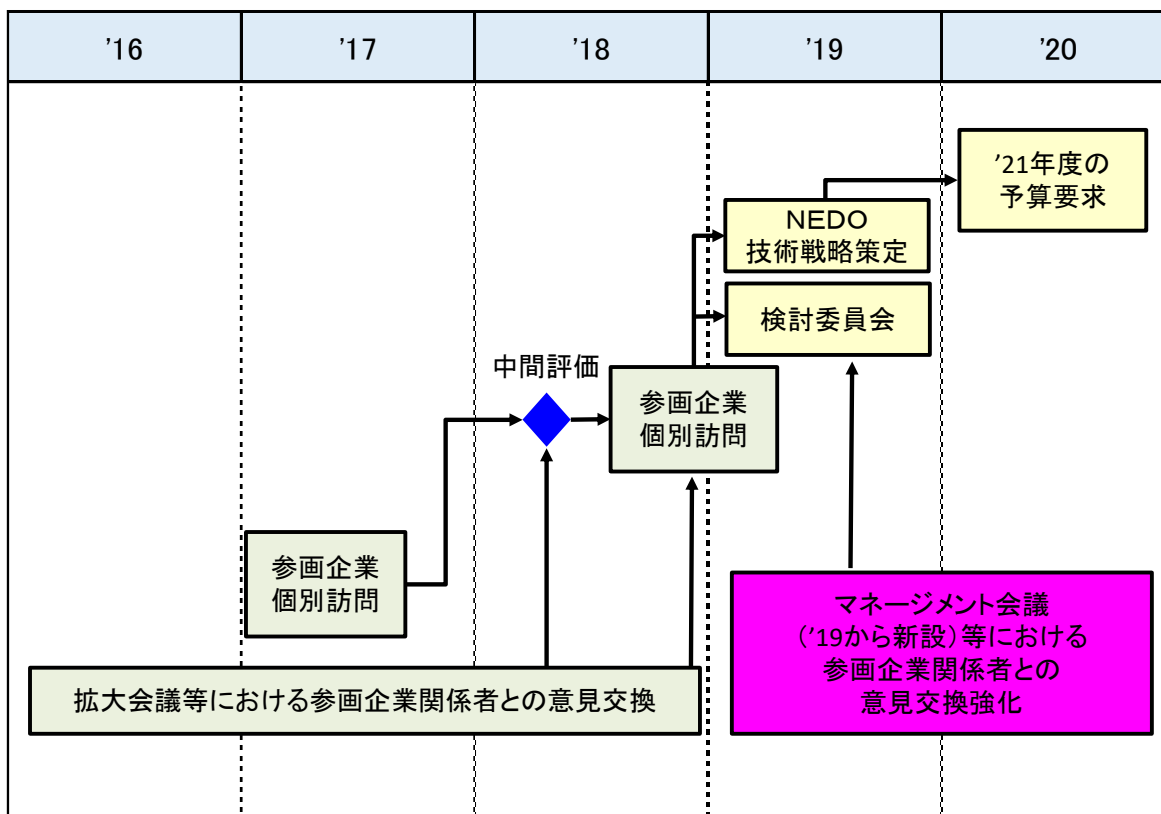 ’16
’17
’18
’19
’20
’21年度の
予算要求
ＮＥＤＯ
技術戦略策定
検討委員会
中間評価
参画企業
個別訪問
参画企業
個別訪問
マネージメント会議
（’19から新設）等における
参画企業関係者との
意見交換強化
拡大会議等における参画企業関係者との意見交換